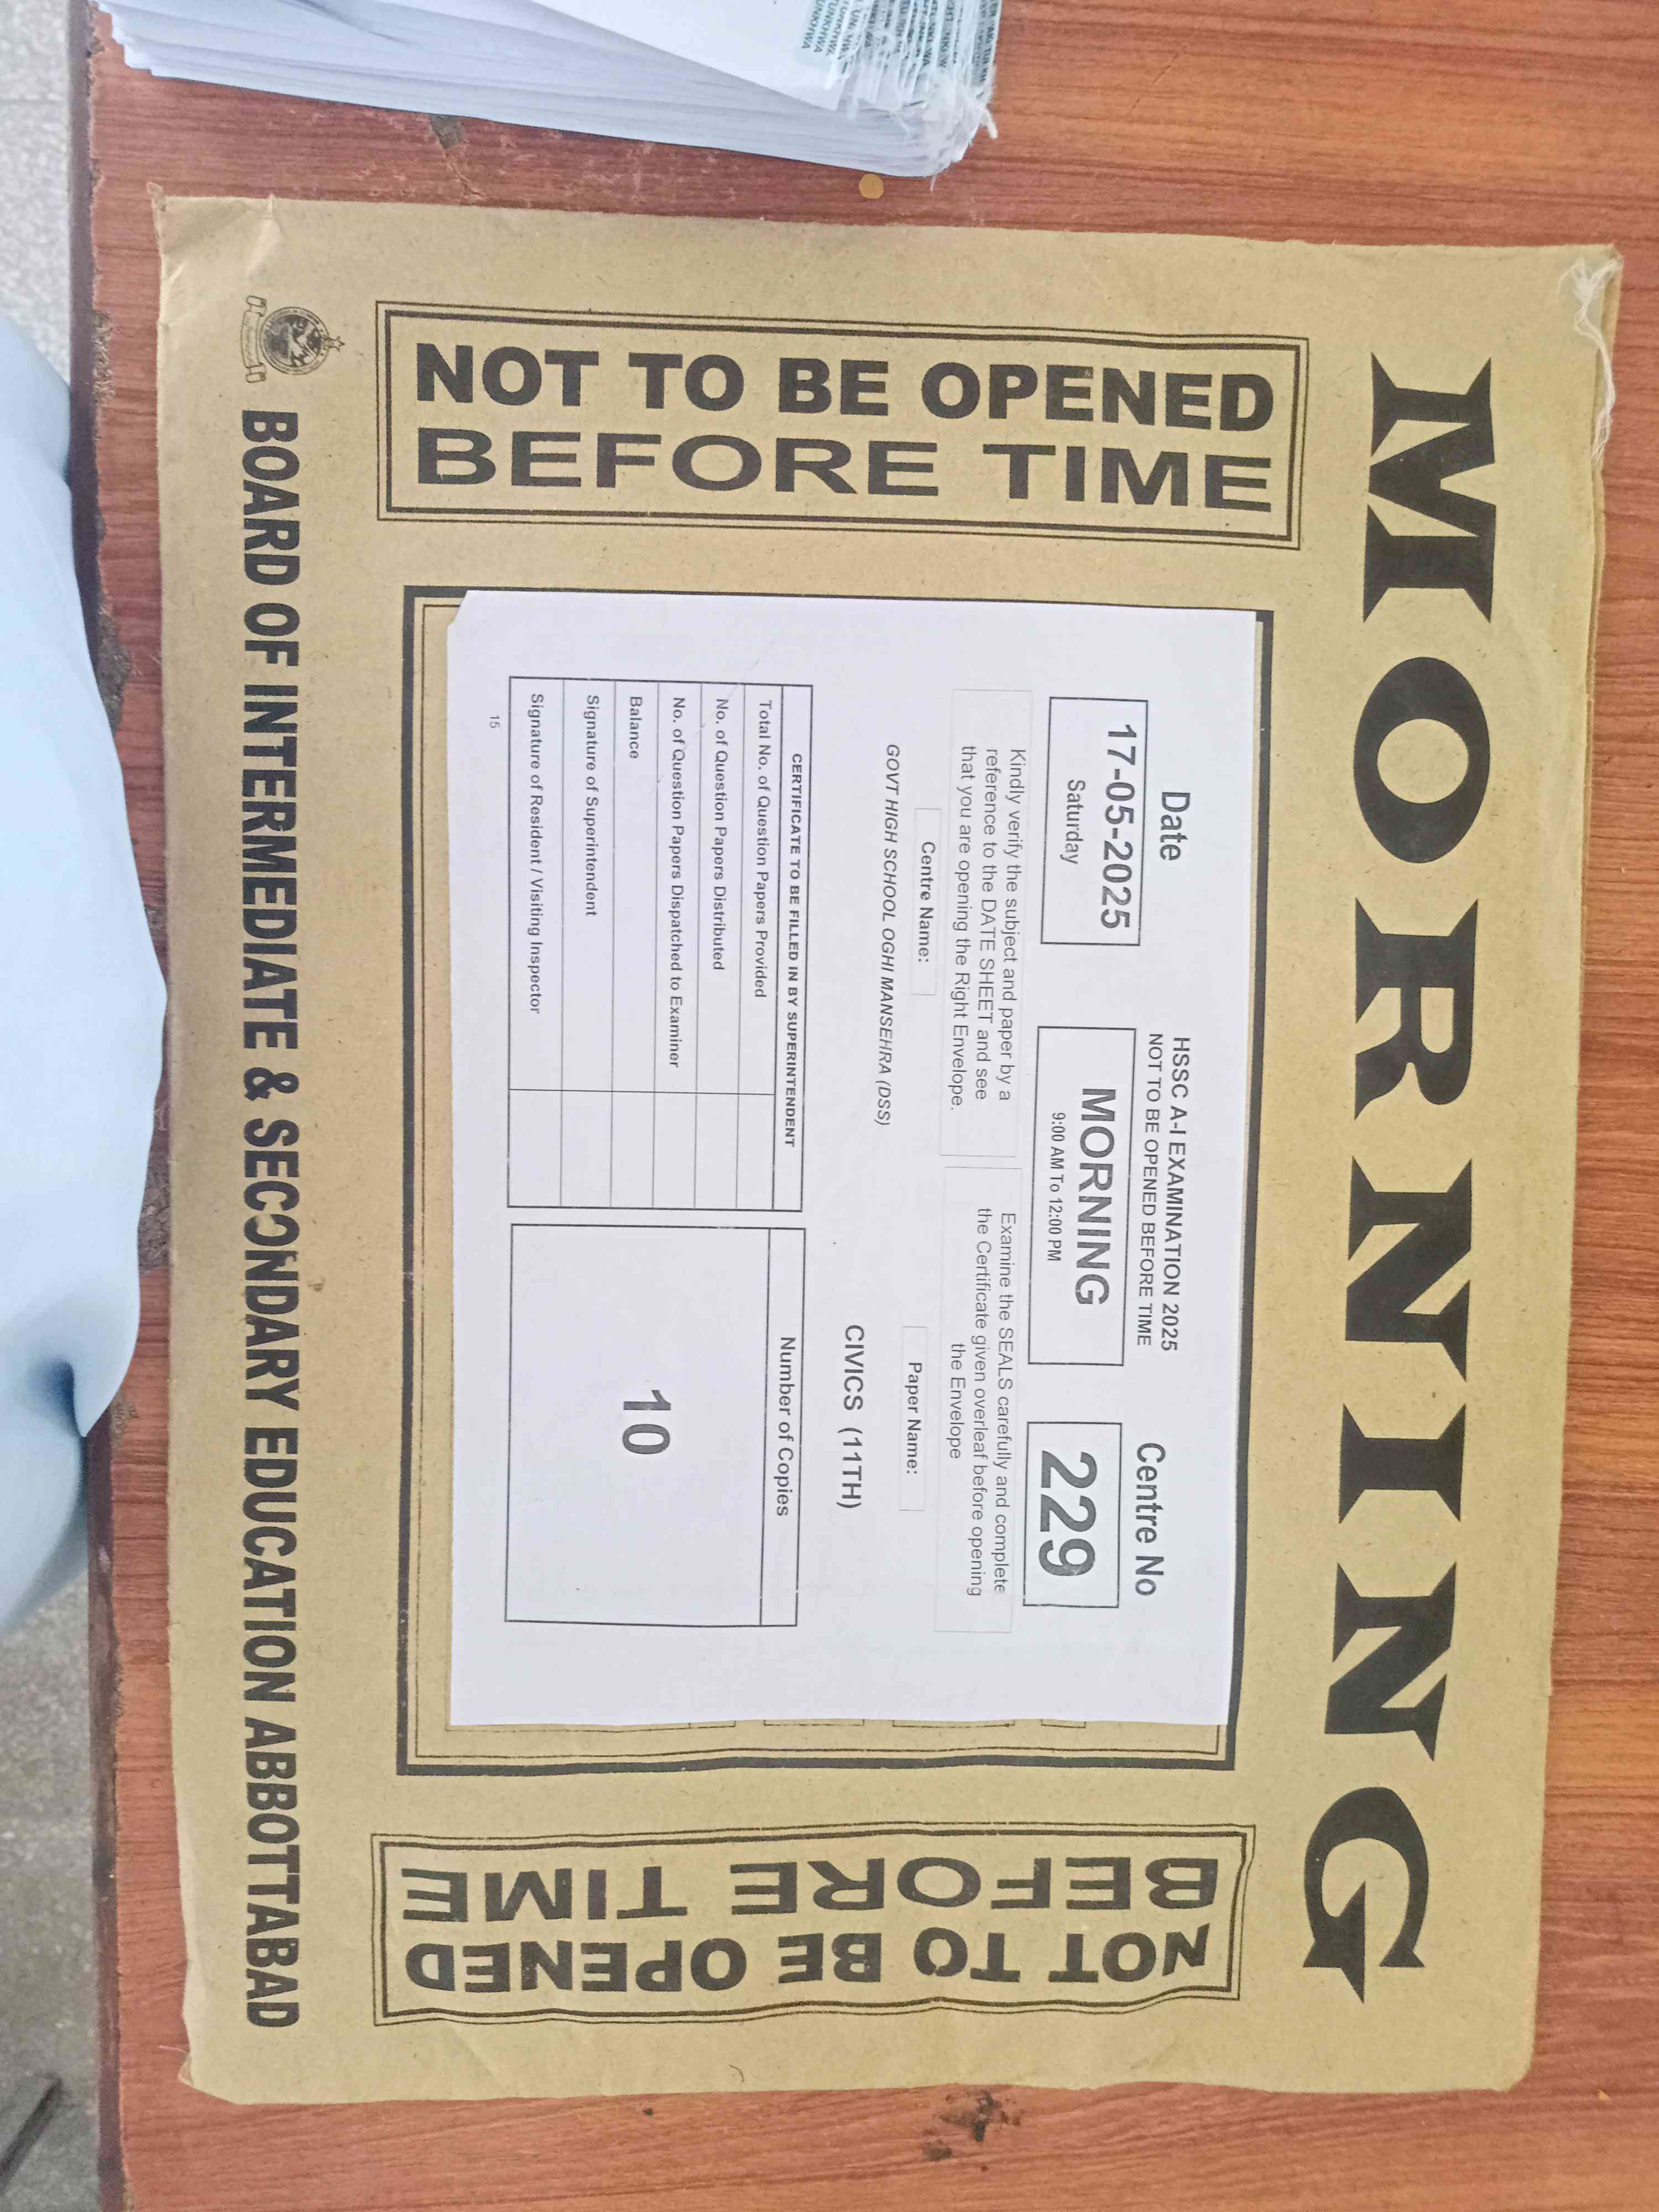 MORNING
NOT TO BE OPENED
BEFORE TIME
Date
17-05-2025
Saturday
HSSC A-I EXAMINATION 2025
NOT TO BE OPENED BEFORE TIME
MORNING
9:00 AM To 12:00 PM
Centre No
229
Kindly verify the subject and paper by a
reference to the DATE SHEET and see
that you are opening the Right Envelope.
Examine the SEALS carefully and complete
the Certificate given overleaf before opening
the Envelope
Centre Name:
GOVT HIGH SCHOOL OGHI MANSEHRA (DSS)
Paper Name:
CIVICS (11TH)
CERTIFICATE TO BE FILLED IN BY SUPERINTENDENT
Total No. of Question Papers Provided
No. of Question Papers Distributed
No. of Question Papers Dispatched to Examiner
Balance
Signature of Superintendent
Signature of Resident / Visiting Inspector
Number of Copies
10
15
NOT TO BE OPENED
BEFORE TIME
BOARD OF INTERMEDIATE & SECONDARY EDUCATION ABBOTTABAD